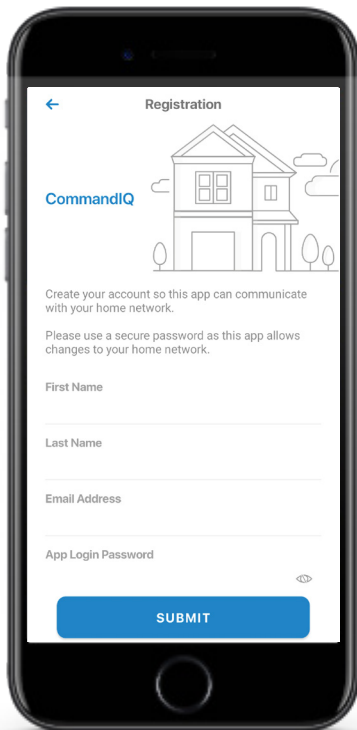 Registration
CommandIQ
Create your account so this app can communicate
with your home network.
Please use a secure password as this app allows
changes to your home network.
First Name
Last Name
Email Address
App Login Password
SUBMIT